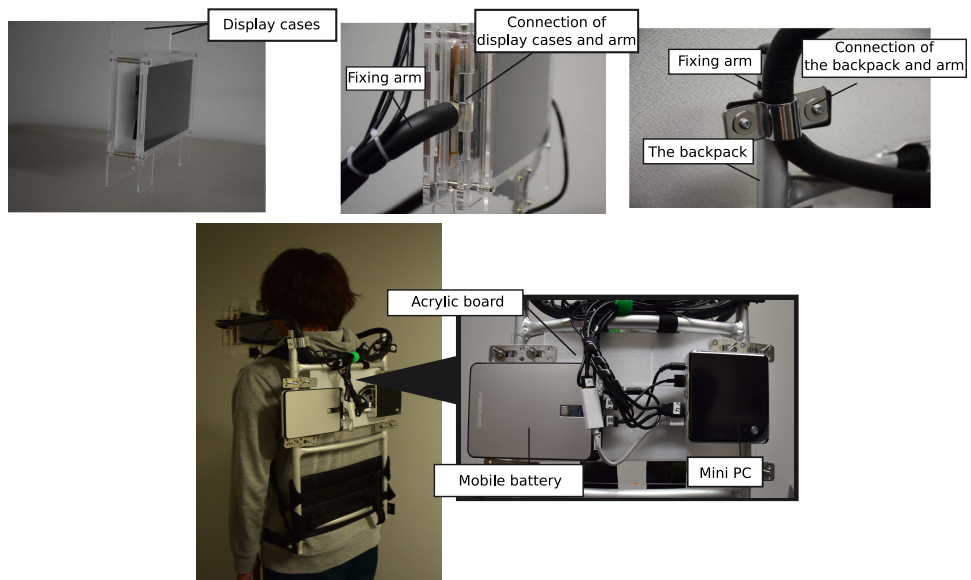 Display cases
Connection of
display cases and arm
Fixing arm
Connection of
the backpack and arm
Fixing arm
The backpack
Acrylic board
Mobile battery
Mini PC